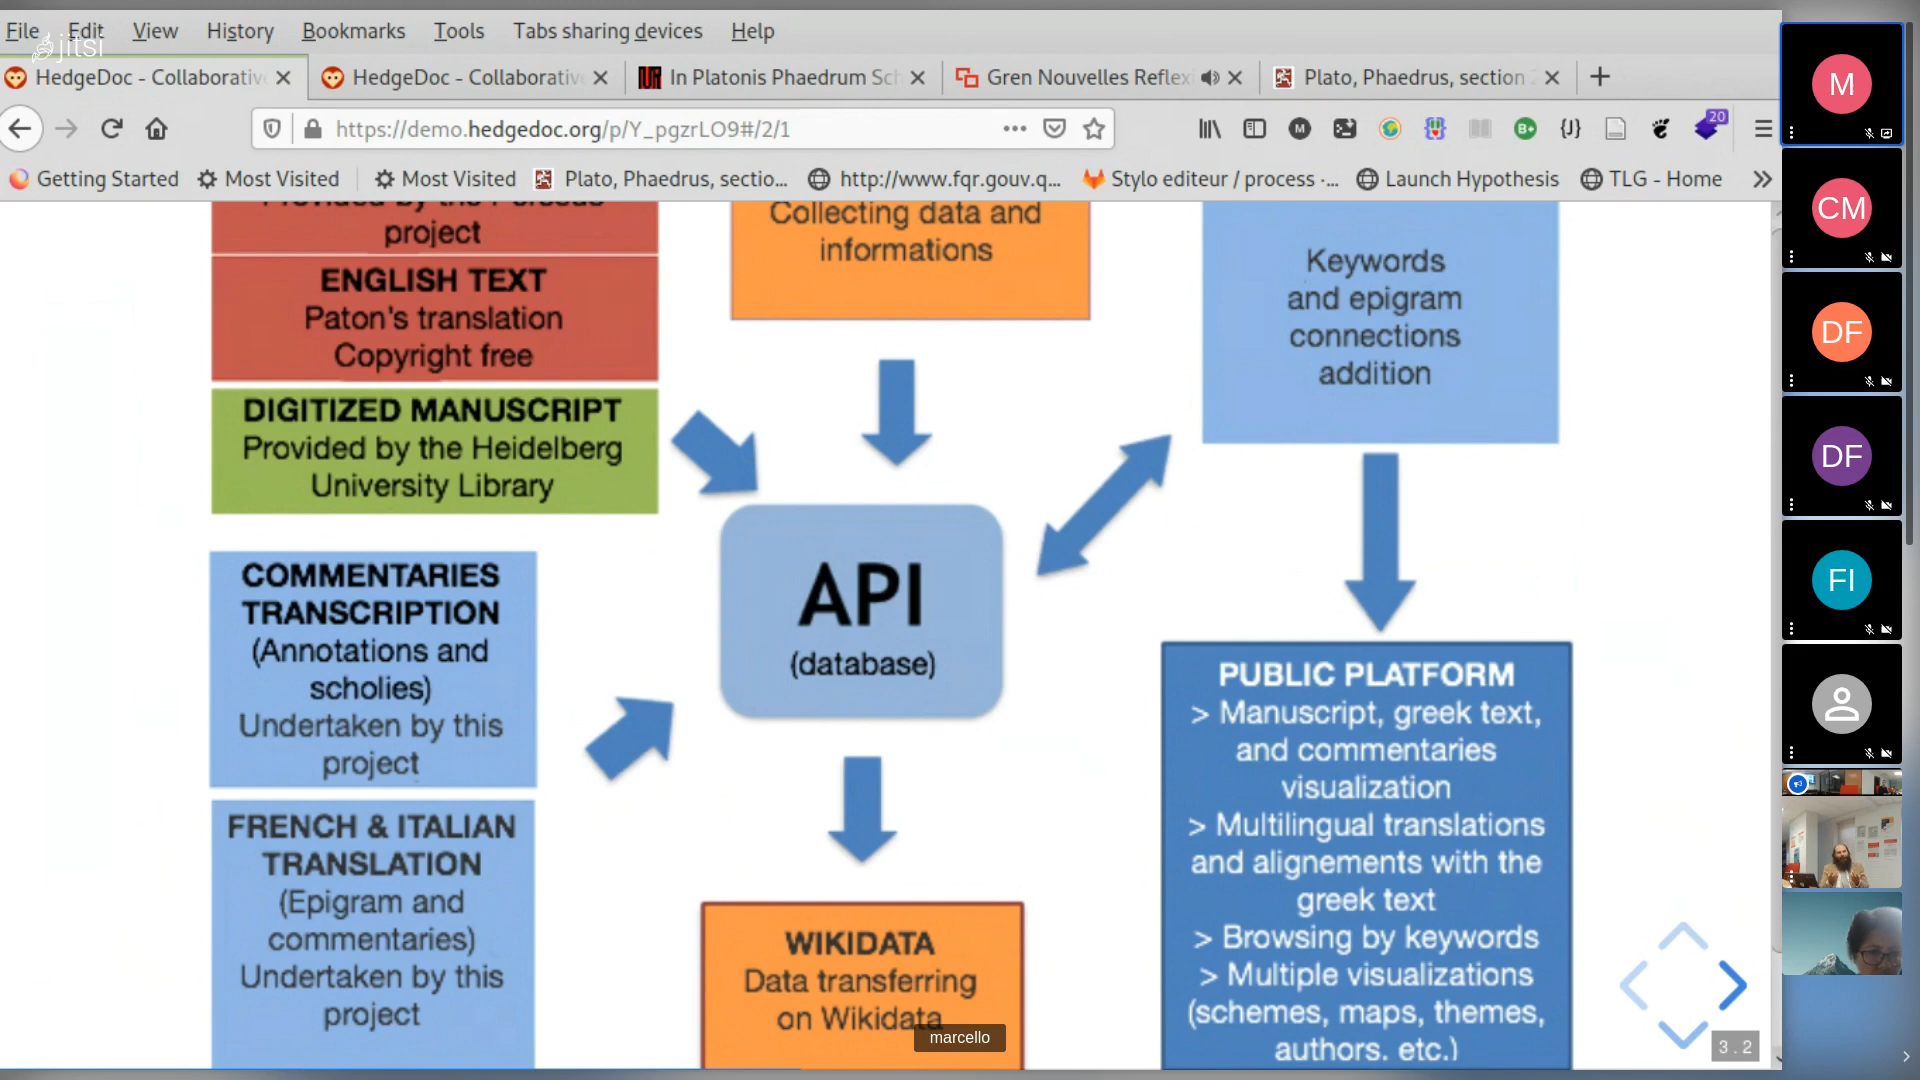 File Edit View History Bookmarks Tools Tabs sharing devices Help
jitsi
HedgeDoc - Collaborative
HedgeDoc - Collaborative
In Platonis Phaedrum Sch
Gren Nouvelles Reflex
Plato, Phaedrus, section
https://demo.hedgedoc.org/p/Y_pgzrLO9#/2/1
20
Getting Started
Most Visited
Most Visited
Plato, Phaedrus, sectio...
http://www.fqr.gouv.q...
Stylo editeur / process ·...
Launch Hypothesis
TLG - Home
project
ENGLISH TEXT
Paton's translation
Copyright free
DIGITIZED MANUSCRIPT
Provided by the Heidelberg
University Library
COMMENTARIES
TRANSCRIPTION
(Annotations and
scholies)
Undertaken by this
project
FRENCH & ITALIAN
TRANSLATION
(Epigram and
commentaries)
Undertaken by this
project
Collecting data and
informations
API
(database)
WIKIDATA
Data transferring
on Wikidata
marcello
Keywords
and epigram
connections
addition
PUBLIC PLATFORM
> Manuscript, greek text,
and commentaries
visualization
> Multilingual translations
and alignements with the
greek text
> Browsing by keywords
> Multiple visualizations
(schemes, maps, themes,
authors, etc.)
3.2
M
CM
DF
DF
FI